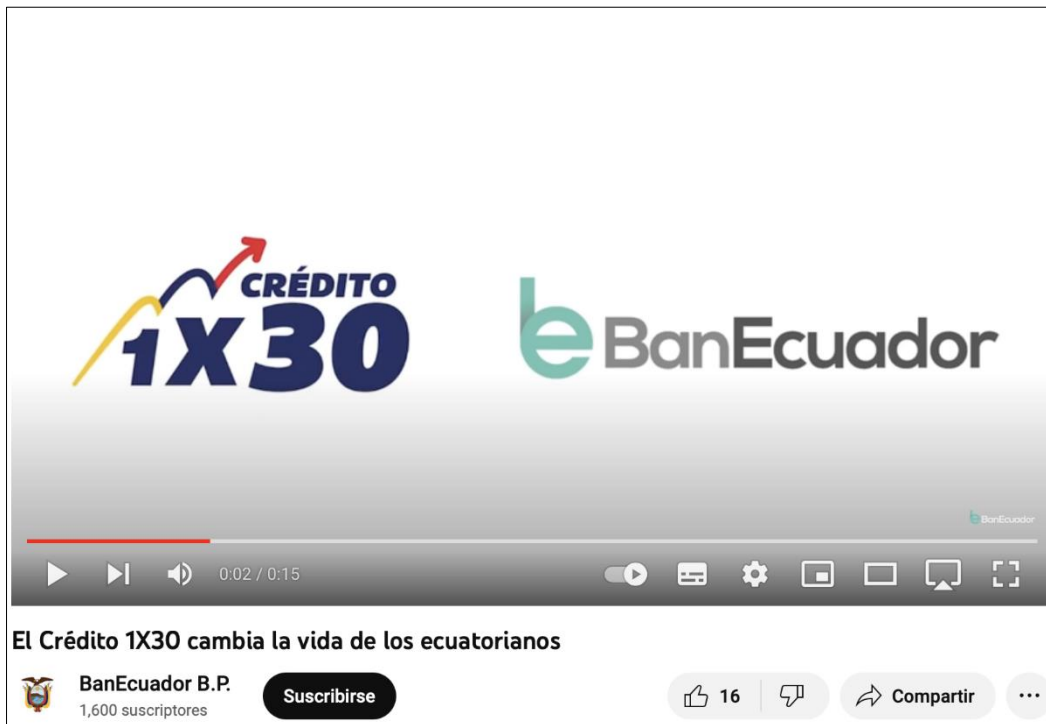 CRÉDITO
1X30
BanEcuador
BanEcuador
0:02 / 0:15
El Crédito 1X30 cambia la vida de los ecuatorianos
BanEcuador B.P.
1,600 suscriptores
Suscribirse
16
Compartir